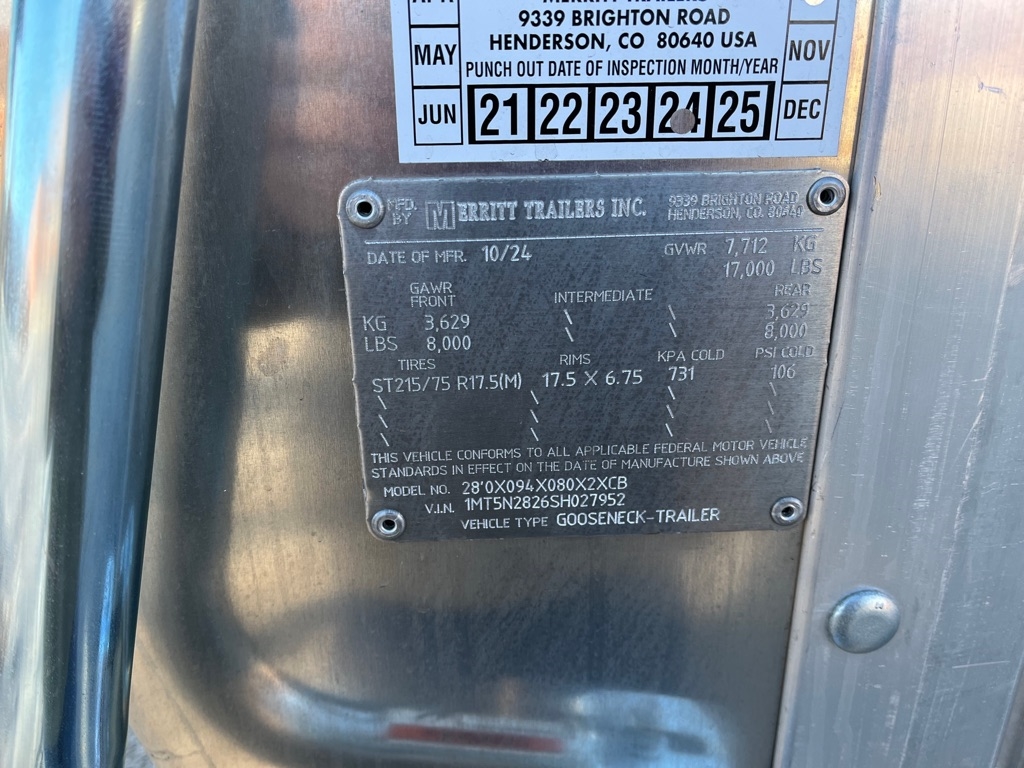 MERRITT TRAILERS
9339 BRIGHTON ROAD
HENDERSON, CO 80640 USA
PUNCH OUT DATE OF INSPECTION MONTH/YEAR
APR
MAY NOV
JUN 21 22 23 24 25 DEC
MFD. BY MERRITT TRAILERS INC. 9339 BRIGHTON ROAD
HENDERSON, CO. 80640
DATE OF MFR. 10/24 GVWR 7,712 KG
17,000 LBS
GAWR
FRONT INTERMEDIATE REAR
KG 3,629 \ 3,629
LBS 8,000 \ 8,000
TIRES RIMS KPA COLD PSI COLD
ST215/75 R17.5(M) 17.5 X 6.75 731 106
\ \ \ \
\ \ \ \
\ \ \ \
THIS VEHICLE CONFORMS TO ALL APPLICABLE FEDERAL MOTOR VEHICLE
STANDARDS IN EFFECT ON THE DATE OF MANUFACTURE SHOWN ABOVE
MODEL NO. 28'0X094X080X2XCB
V.I.N. 1MT5N2826SH027952
VEHICLE TYPE GOOSENECK-TRAILER